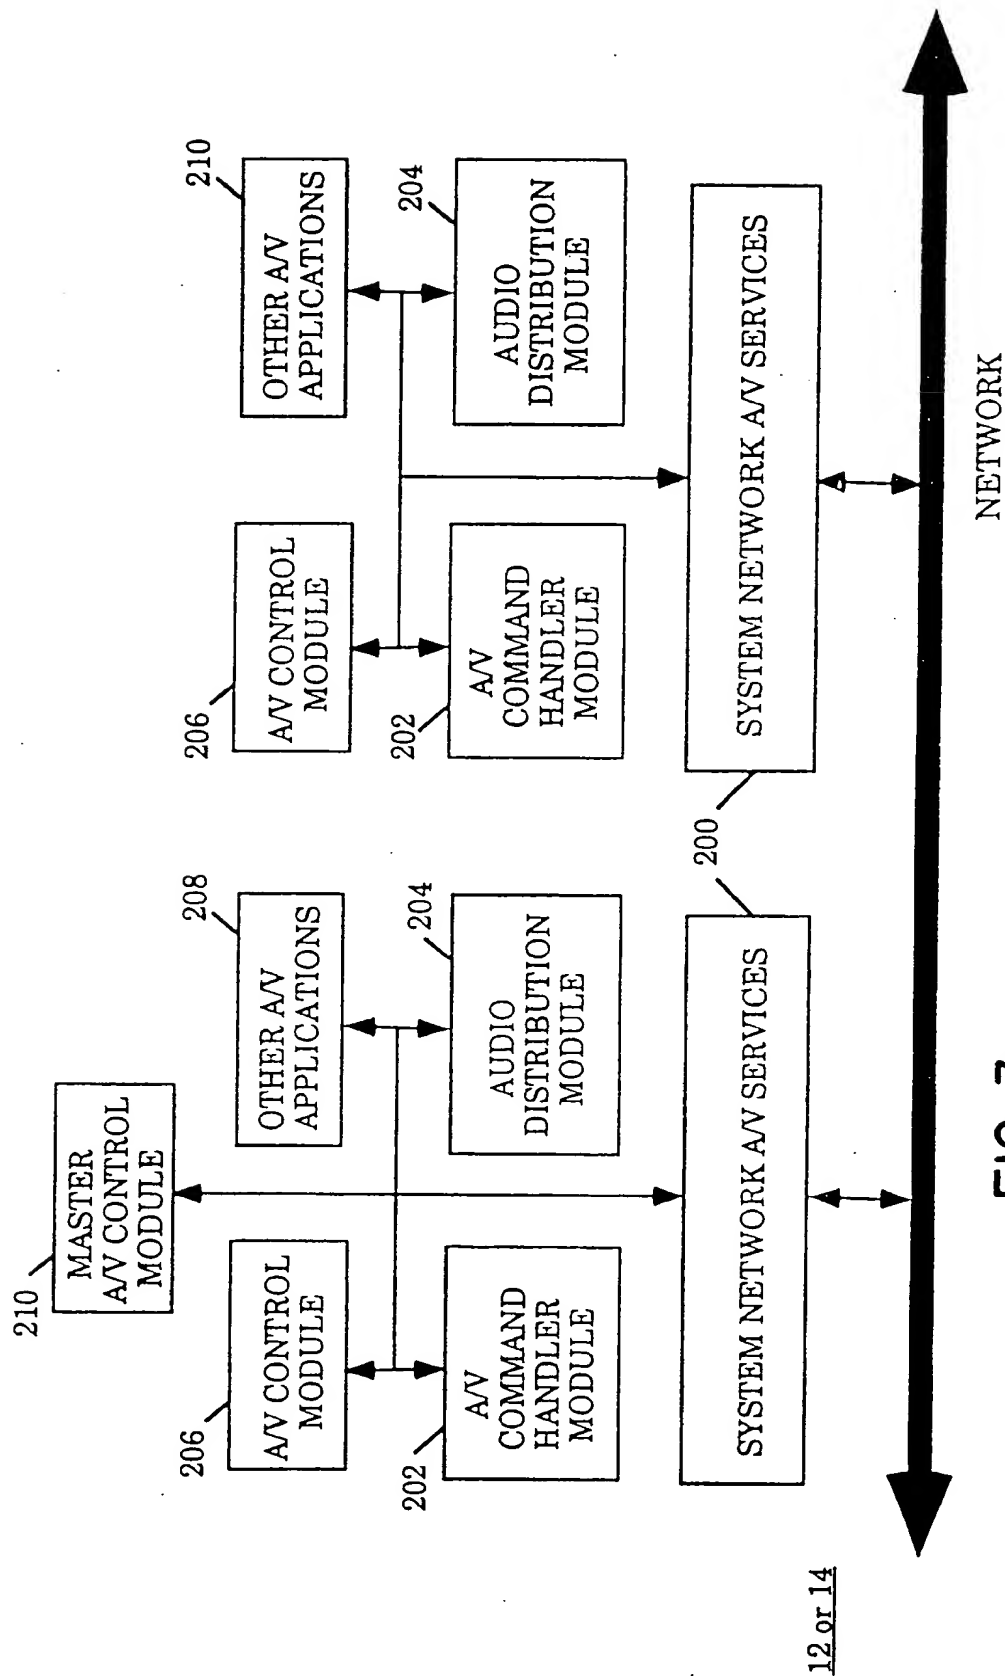 210
MASTER
A/V CONTROL
MODULE
206
A/V CONTROL
MODULE
208
OTHER A/V
APPLICATIONS
202
A/V
COMMAND
HANDLER
MODULE
204
AUDIO
DISTRIBUTION
MODULE
206
A/V CONTROL
MODULE
210
OTHER A/V
APPLICATIONS
202
A/V
COMMAND
HANDLER
MODULE
204
AUDIO
DISTRIBUTION
MODULE
SYSTEM NETWORK A/V SERVICES
200
SYSTEM NETWORK A/V SERVICES
12 or 14
NETWORK